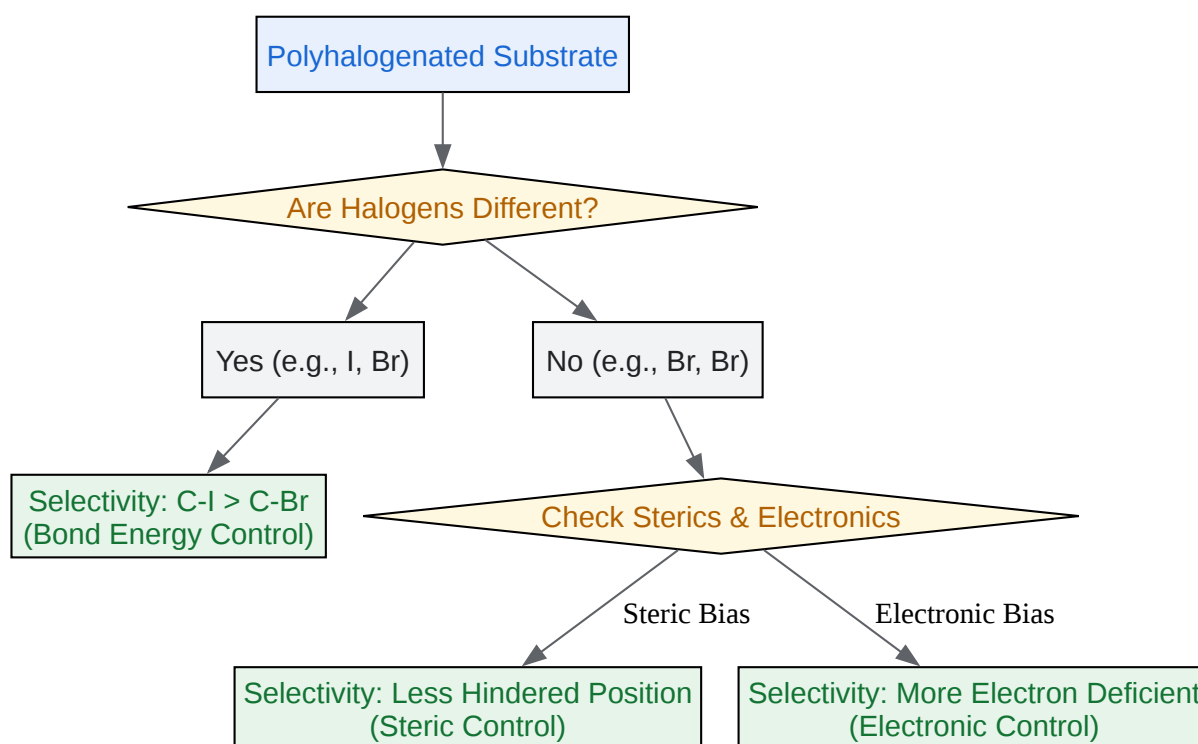 Polyhalogenated Substrate
Are Halogens Different?
Yes (e.g., I, Br)
No (e.g., Br, Br)
Selectivity: C-I > C-Br
(Bond Energy Control)
Check Sterics & Electronics
Steric Bias
Electronic Bias
Selectivity: Less Hindered Position
(Steric Control)
Selectivity: More Electron Deficient
(Electronic Control)